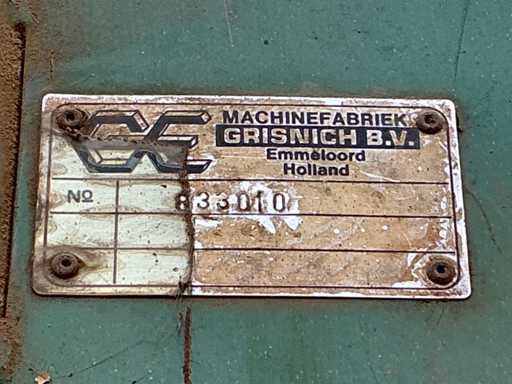 MACHINEFABRIEK
GRISNICH B.V.
Emmeloord
Holland
No 833010